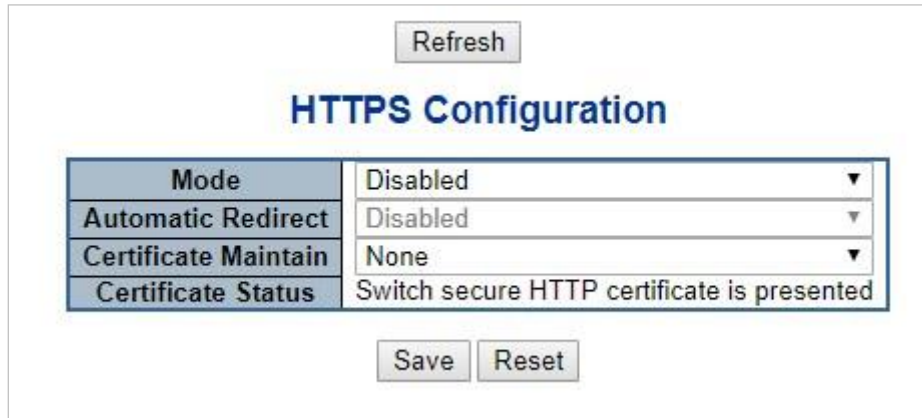 Refresh
HTTPS Configuration
Mode Disabled
Automatic Redirect Disabled
Certificate Maintain None
Certificate Status Switch secure HTTP certificate is presented
Save Reset